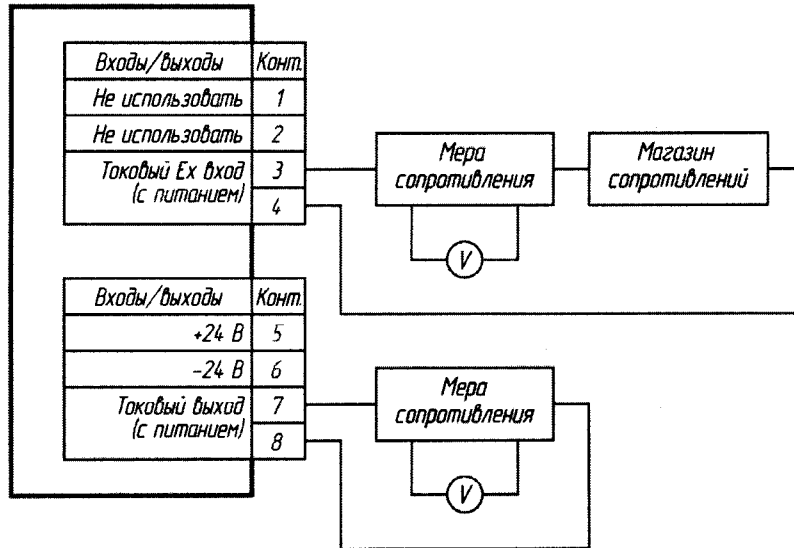 Входы/выходы Конт.
Не использовать 1
Не использовать 2
Токовый Ex вход 3
(с питанием)
4
Мера
сопротивления
V
Магазин
сопротивлений
Входы/выходы Конт.
+24 В 5
-24 В 6
Токовый выход 7
(с питанием)
8
Мера
сопротивления
V